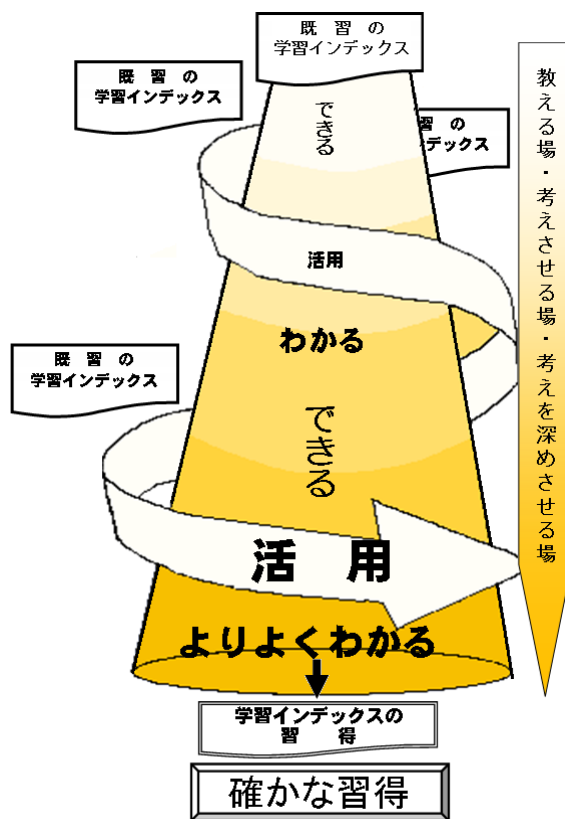 既習の
学習インデックス
既習の
学習インデックス
習の
デックス
できる
活用
わかる
既習の
学習インデックス
できる
活用
よりよくわかる
学習インデックスの
習得
確かな習得
教える場・考えさせる場・考えを深めさせる場